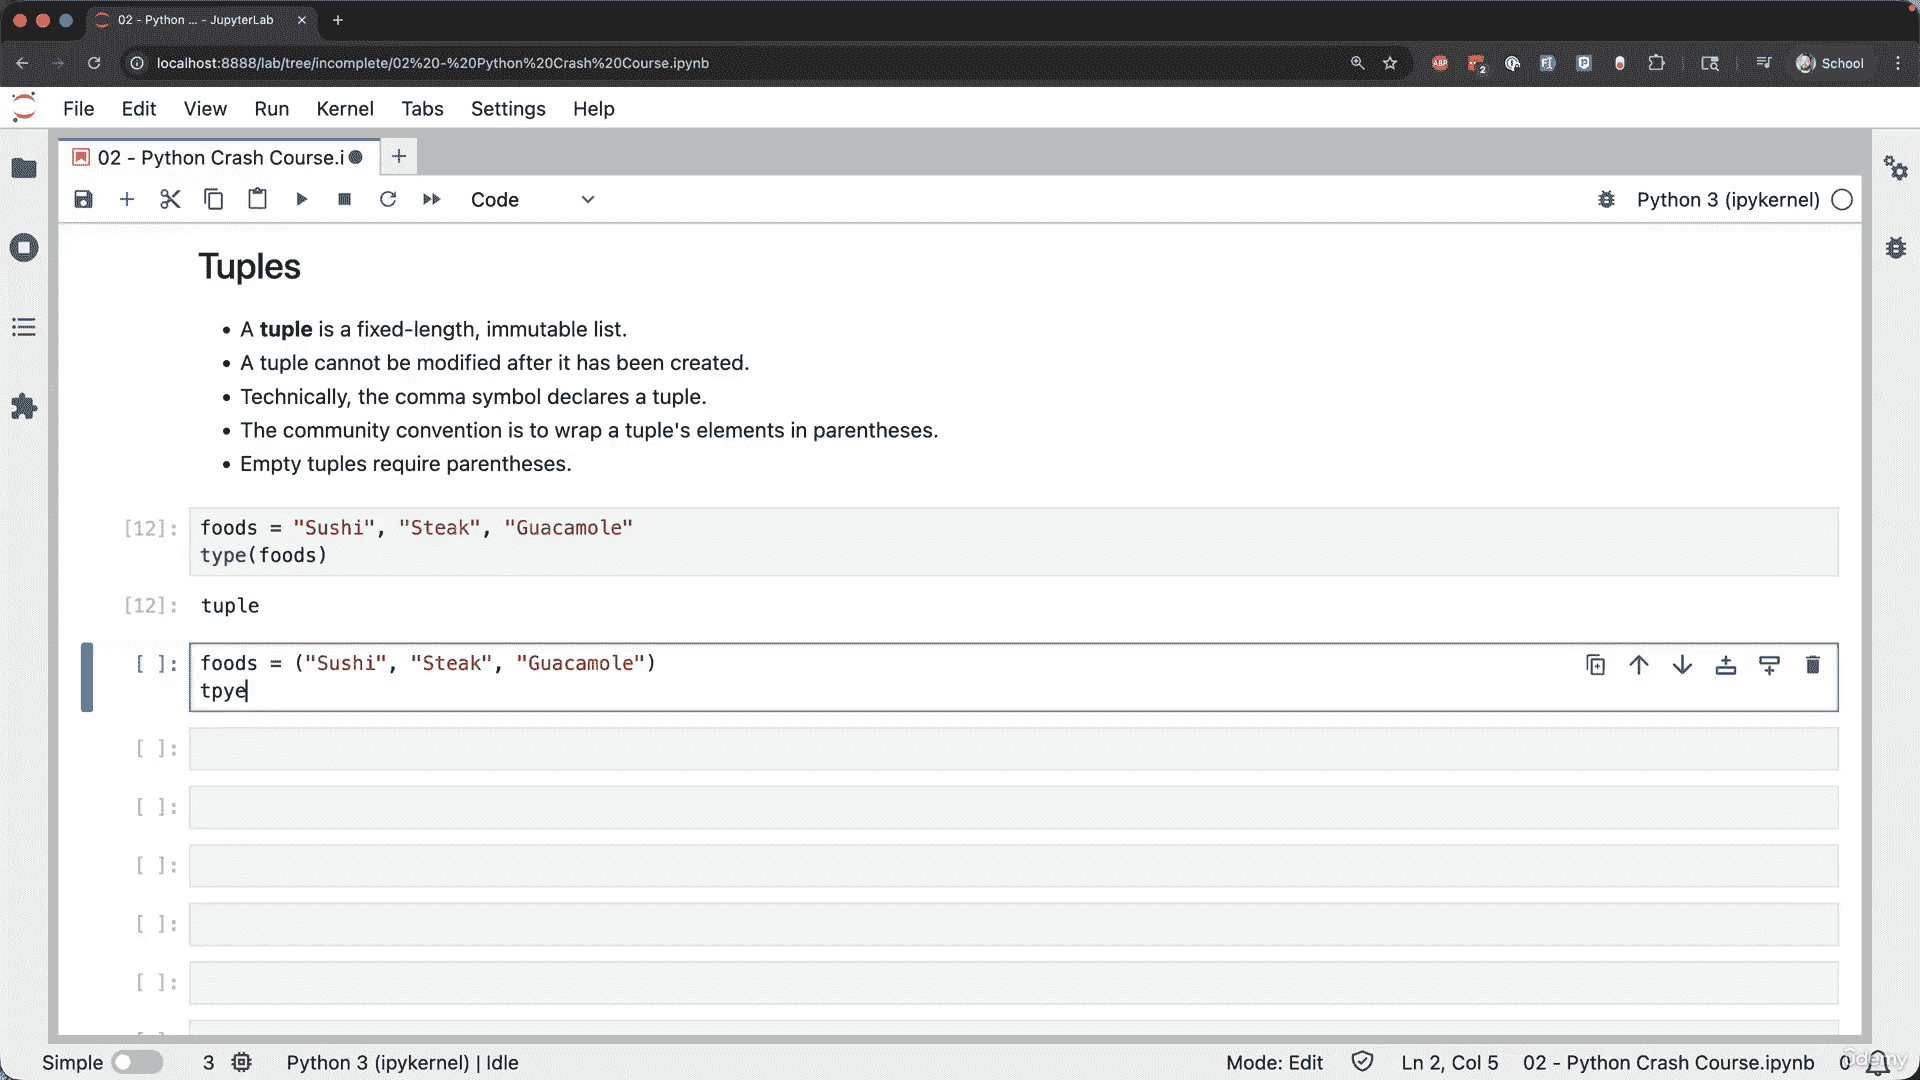 02 - Python ... - JupyterLab
localhost:8888/lab/tree/incomplete/02%20-%20Python%20Crash%20Course.ipynb
ABP
2
School
File Edit View Run Kernel Tabs Settings Help
02 - Python Crash Course.i
Code
Python 3 (ipykernel)
Tuples
• A tuple is a fixed-length, immutable list.
• A tuple cannot be modified after it has been created.
• Technically, the comma symbol declares a tuple.
• The community convention is to wrap a tuple's elements in parentheses.
• Empty tuples require parentheses.
[12]: foods = "Sushi", "Steak", "Guacamole"
type(foods)
[12]: tuple
[ ]: foods = ("Sushi", "Steak", "Guacamole")
tpye
[ ]:
[ ]:
[ ]:
[ ]:
[ ]:
Simple 3 Python 3 (ipykernel) | Idle Mode: Edit Ln 2, Col 5 02 - Python Crash Course.ipynb 0
Udemy